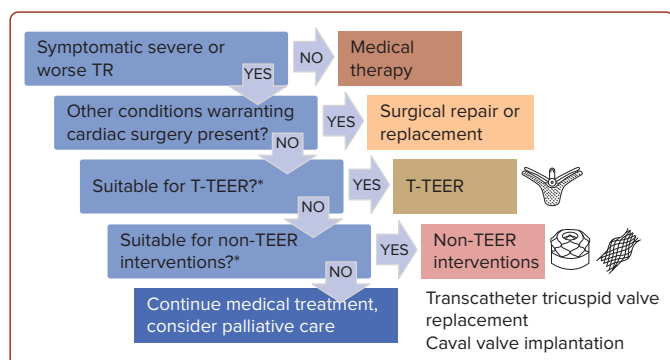 Symptomatic severe or
worse TR
NO
Medical
therapy
YES
Other conditions warranting
cardiac surgery present?
YES
Surgical repair or
replacement
NO
Suitable for T-TEER?*
YES
T-TEER
NO
Suitable for non-TEER
interventions?*
YES
Non-TEER
interventions
NO
Continue medical treatment,
consider palliative care
Transcatheter tricuspid valve
replacement
Caval valve implantation